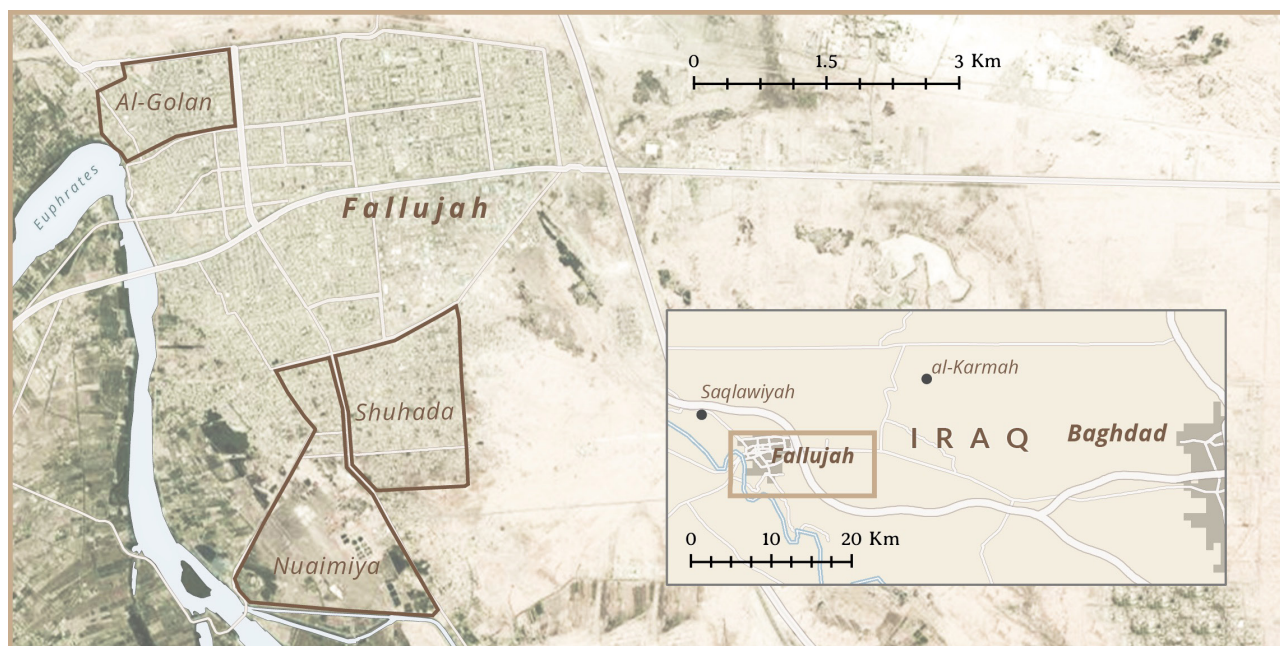 0 1.5 3 Km
Al-Golan
Euphrates
Fallujah
Shuhada
Nuaimiya
al-Karmah
Saqlawiyah
IRAQ
Baghdad
Fallujah
0 10 20 Km